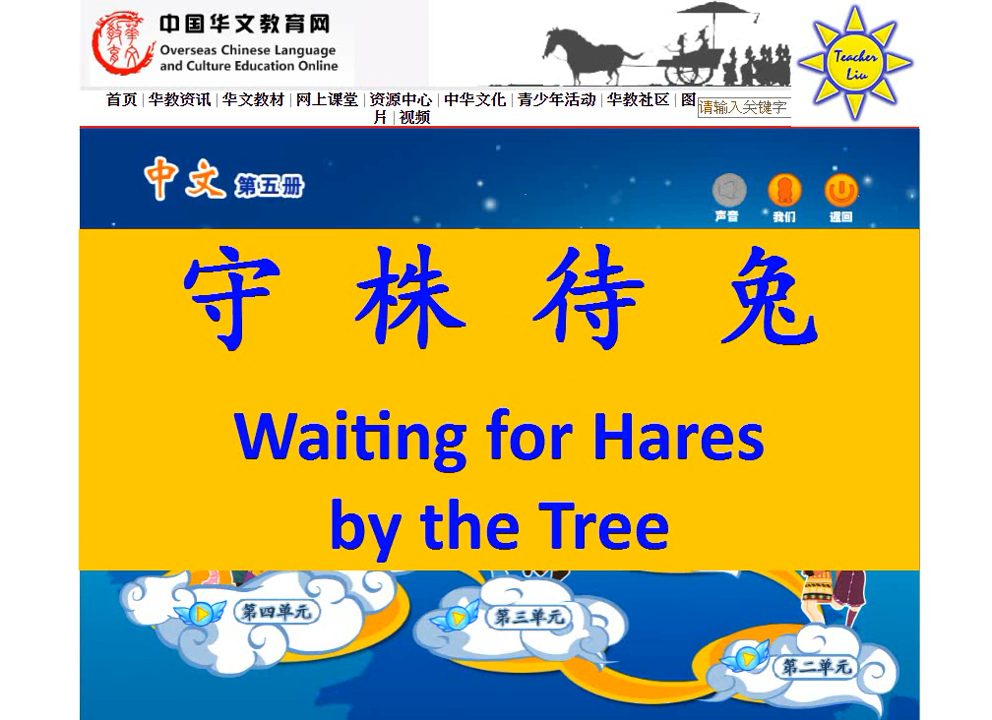 中国华文教育网
Overseas Chinese Language
and Culture Education Online
Teacher
Liu
首页 | 华教资讯 | 华文教材 | 网上课堂 | 资源中心 | 中华文化 | 青少年活动 | 华教社区 | 图
片 | 视频
请输入关键字
中文 第五册
声音 我们 返回
守 株 待 兔
Waiting for Hares
by the Tree
第四单元
第三单元
第二单元